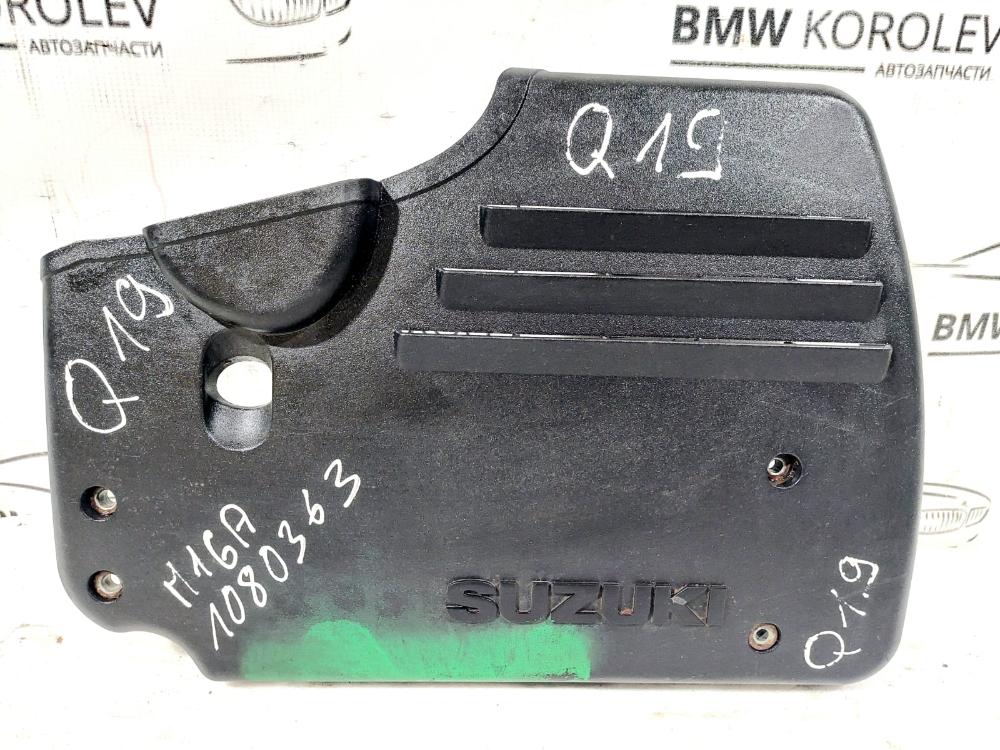 KOROLEV
АВТОЗАПЧАСТИ
BMW KOROLEV
АВТОЗАПЧАСТИ
Q19
Q19
BMW
M16A
1080363
SUZUKI
Q19